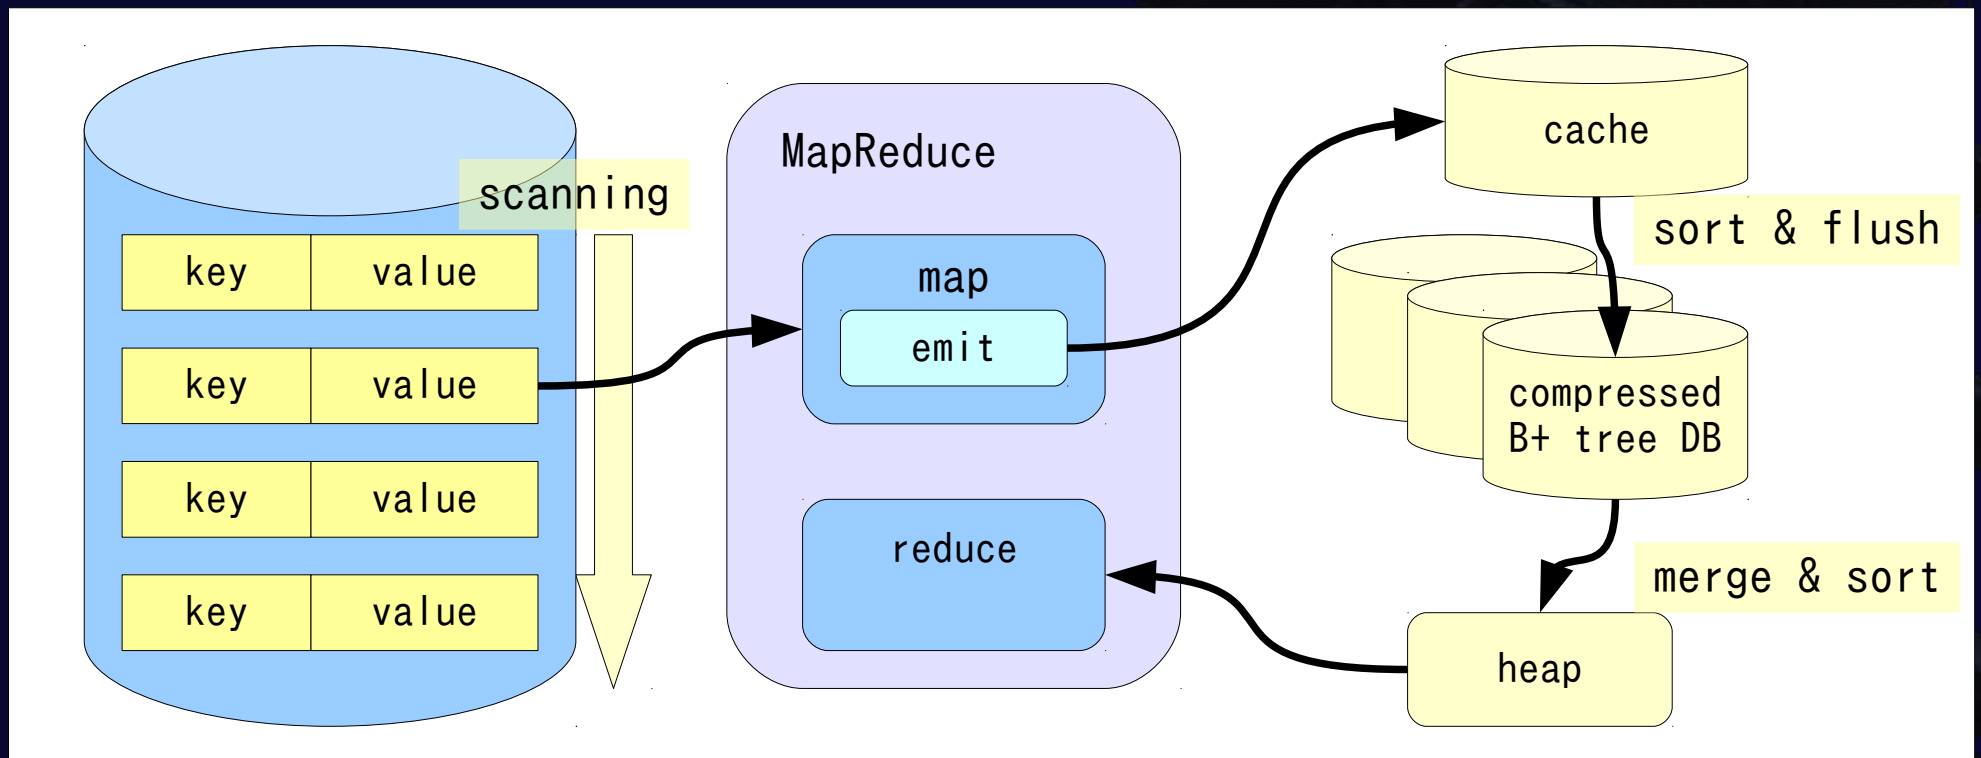 scanning
key value
key value
key value
key value
MapReduce
map
emit
reduce
cache
sort & flush
compressed
B+ tree DB
merge & sort
heap